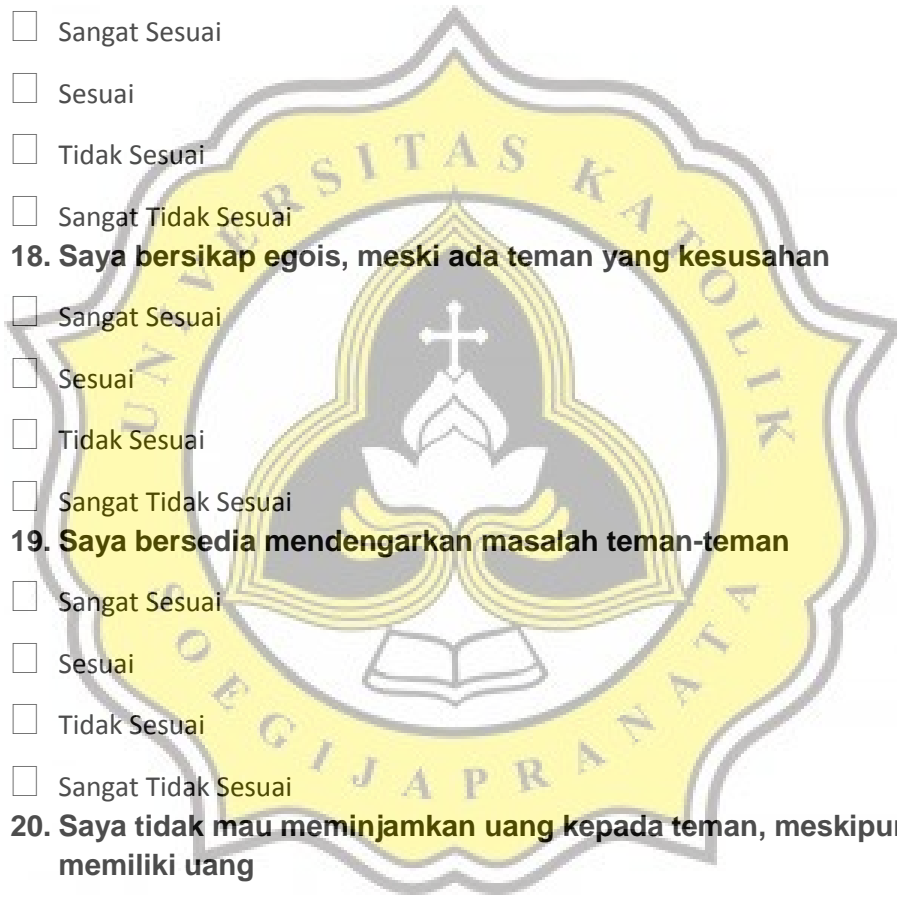 Sangat Sesuai
Sesuai
Tidak Sesuai
Sangat Tidak Sesuai
18. Saya bersikap egois, meski ada teman yang kesusahan
Sangat Sesuai
Sesuai
Tidak Sesuai
Sangat Tidak Sesuai
19. Saya bersedia mendengarkan masalah teman-teman
Sangat Sesuai
Sesuai
Tidak Sesuai
Sangat Tidak Sesuai
20. Saya tidak mau meminjamkan uang kepada teman,
memiliki uang
UNIVERSITAS KATOLIK
SOEGIJAPRANATA